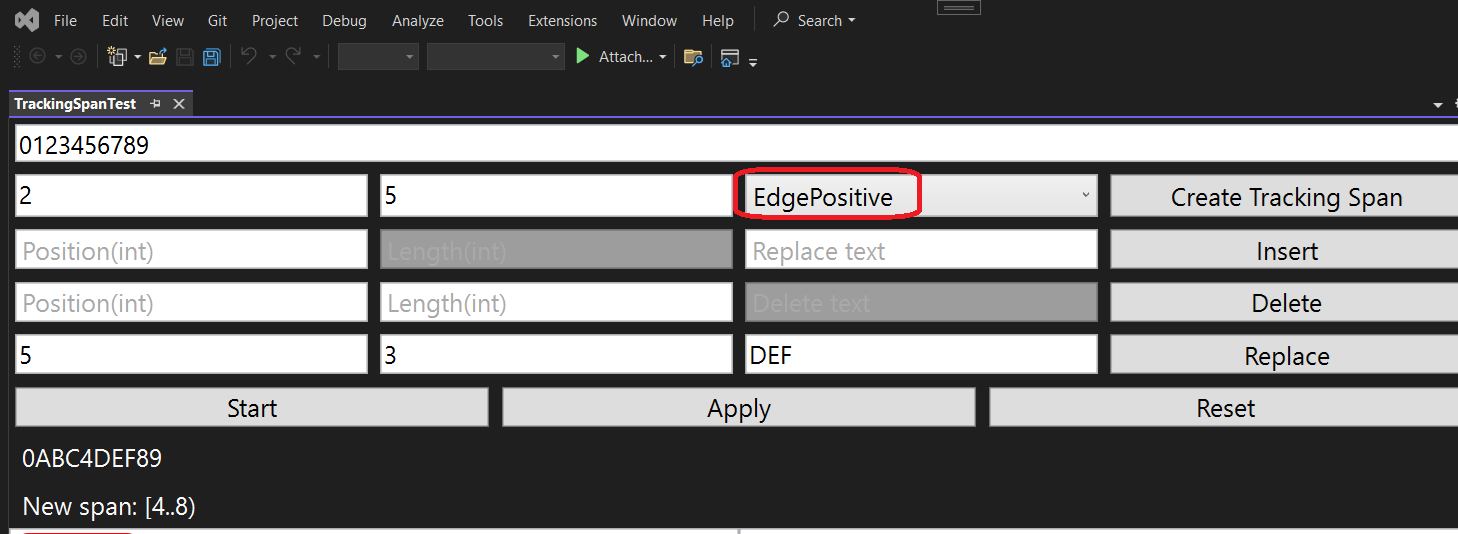 File Edit View Git Project Debug Analyze Tools Extensions Window Help Search
Attach...
TrackingSpanTest
0123456789
2 5 EdgePositive Create Tracking Span
Position(int) Length(int) Replace text Insert
Position(int) Length(int) Delete text Delete
5 3 DEF Replace
Start Apply Reset
0ABC4DEF89
New span: [4..8)